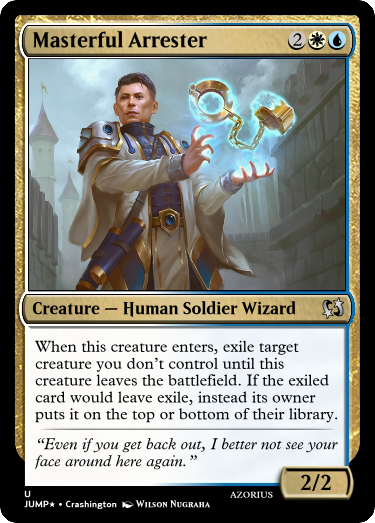 Masterful Arrester 2
Creature — Human Soldier Wizard
When this creature enters, exile target
creature you don't control until this
creature leaves the battlefield. If the exiled
card would leave exile, instead its owner
puts it on the top or bottom of their library.
“Even if you get back out, I better not see your
face around here again.”
2/2
U AZORIUS
JUMP★ • Crashington WILSON NUGRAHA